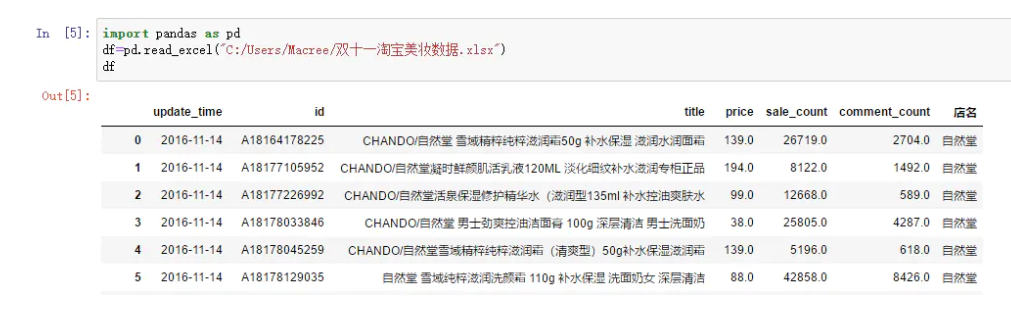 In [5]: import pandas as pd
df=pd.read_excel("C:/Users/Macree/双十一淘宝美妆数据.xlsx")
df
Out[5]:
update_time id title price sale_count comment_count 店名
0 2016-11-14 A18164178225 CHANDO/自然堂 雪域精粹纯粹滋润霜50g 补水保湿 滋润水润面霜 139.0 26719.0 2704.0 自然堂
1 2016-11-14 A18177105952 CHANDO/自然堂凝时鲜颜肌活乳液120ML 淡化细纹补水滋润专柜正品 194.0 8122.0 1492.0 自然堂
2 2016-11-14 A18177226992 CHANDO/自然堂活泉保湿修护精华水（滋润型135ml 补水控油爽肤水 99.0 12668.0 589.0 自然堂
3 2016-11-14 A18178033846 CHANDO/自然堂 男士劲爽控油洁面膏 100g 深层清洁 男士洗面奶 38.0 25805.0 4287.0 自然堂
4 2016-11-14 A18178045259 CHANDO/自然堂雪域精粹纯粹滋润霜（清爽型）50g补水保湿滋润霜 139.0 5196.0 618.0 自然堂
5 2016-11-14 A18178129035 自然堂 雪域纯粹滋润洗颜霜 110g 补水保湿 洗面奶女 深层清洁 88.0 42858.0 8426.0 自然堂